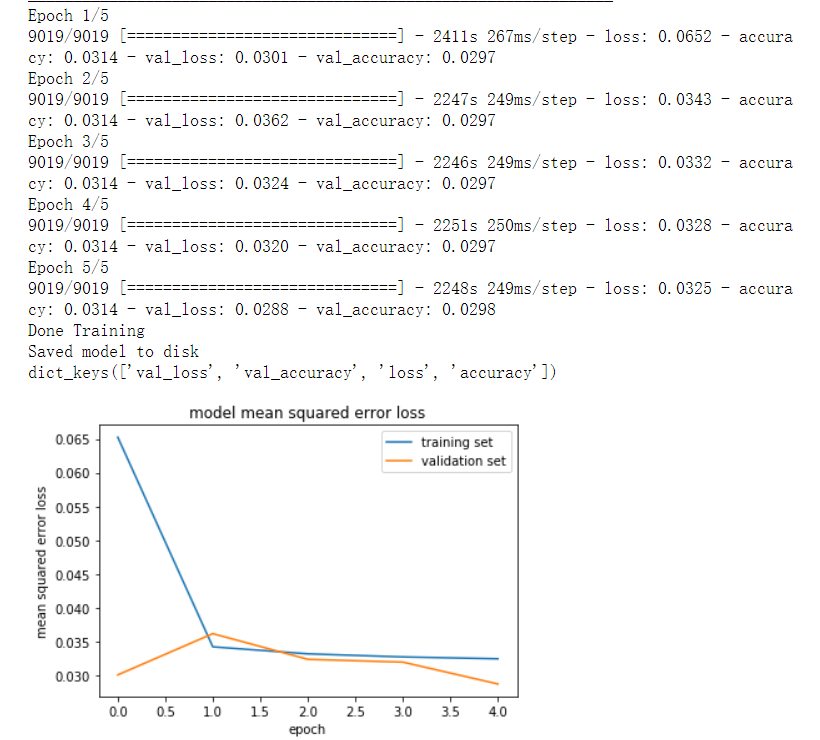 Epoch 1/5
9019/9019 [==============================] - 2411s 267ms/step - loss: 0.0652 - accura
cy: 0.0314 - val_loss: 0.0301 - val_accuracy: 0.0297
Epoch 2/5
9019/9019 [==============================] - 2247s 249ms/step - loss: 0.0343 - accura
cy: 0.0314 - val_loss: 0.0362 - val_accuracy: 0.0297
Epoch 3/5
9019/9019 [==============================] - 2246s 249ms/step - loss: 0.0332 - accura
cy: 0.0314 - val_loss: 0.0324 - val_accuracy: 0.0297
Epoch 4/5
9019/9019 [==============================] - 2251s 250ms/step - loss: 0.0328 - accura
cy: 0.0314 - val_loss: 0.0320 - val_accuracy: 0.0297
Epoch 5/5
9019/9019 [==============================] - 2248s 249ms/step - loss: 0.0325 - accura
cy: 0.0314 - val_loss: 0.0288 - val_accuracy: 0.0298
Done Training
Saved model to disk
dict_keys(['val_loss', 'val_accuracy', 'loss', 'accuracy'])
model mean squared error loss
training set
validation set
mean squared error loss
0.065
0.060
0.055
0.050
0.045
0.040
0.035
0.030
0.0 0.5 1.0 1.5 2.0 2.5 3.0 3.5 4.0
epoch